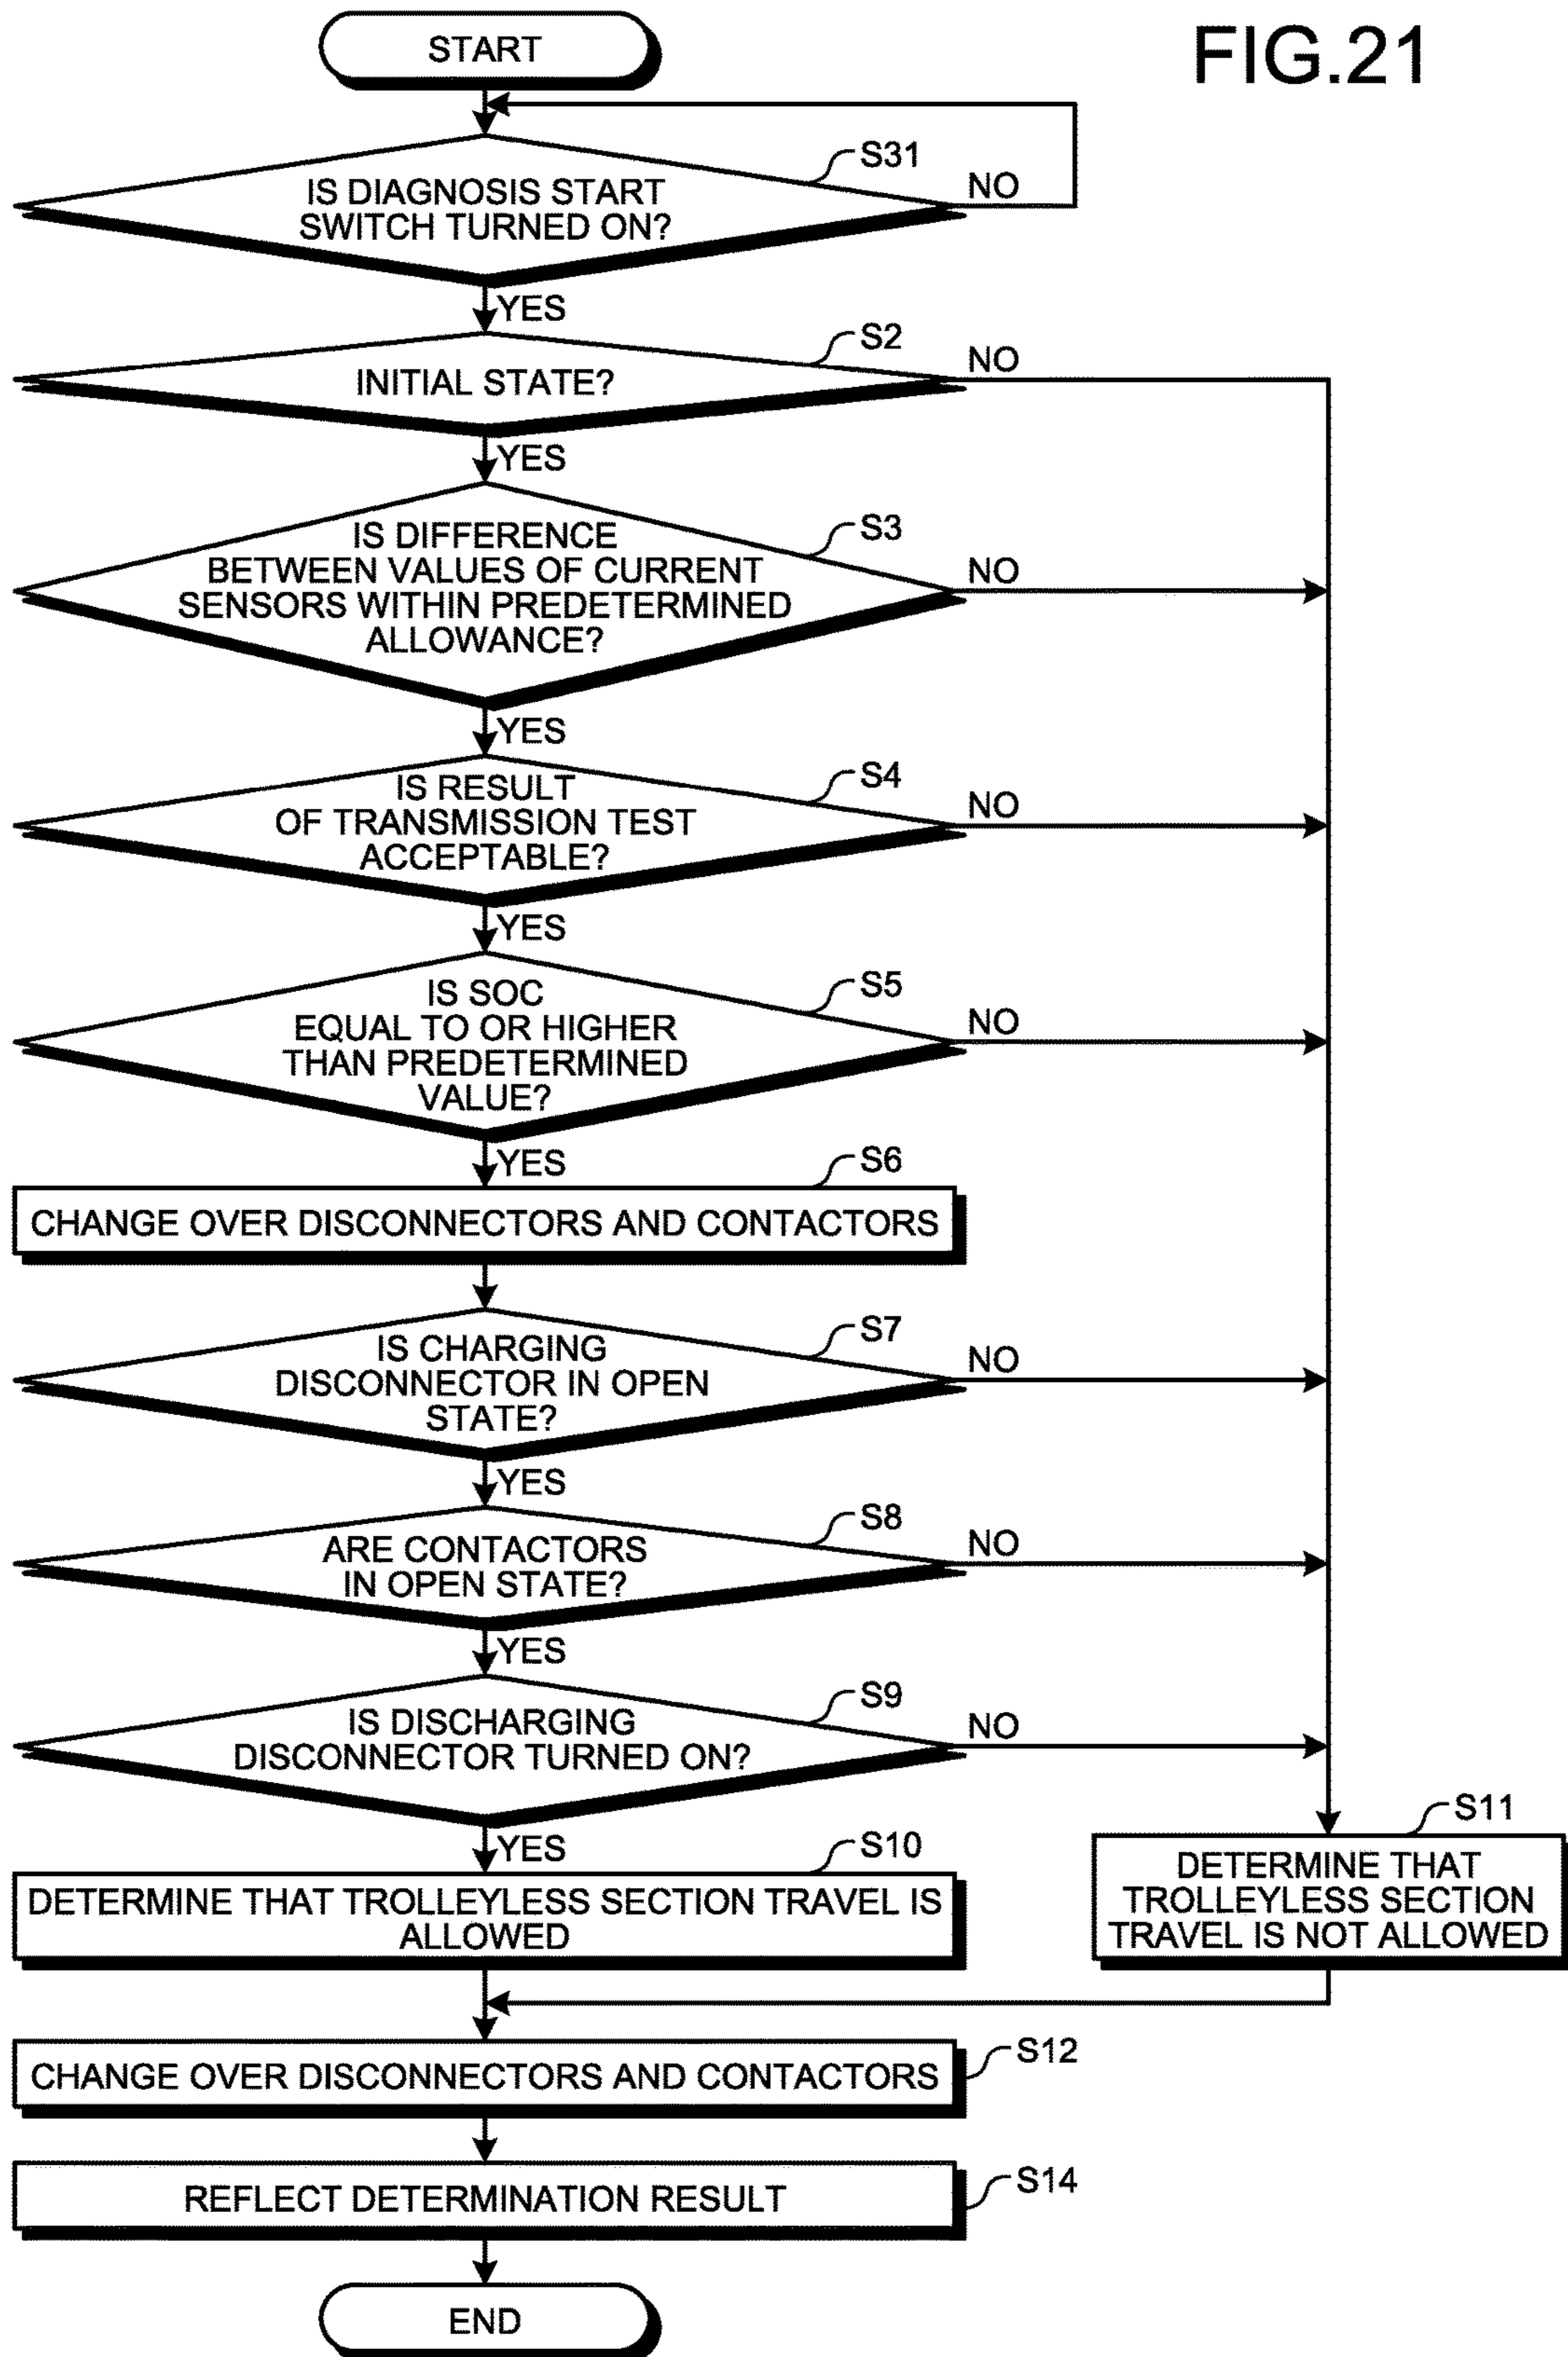 FIG.21
START
S31
IS DIAGNOSIS START
SWITCH TURNED ON?
NO
YES
S2
INITIAL STATE?
NO
YES
S3
IS DIFFERENCE
BETWEEN VALUES OF CURRENT
SENSORS WITHIN PREDETERMINED
ALLOWANCE?
NO
YES
S4
IS RESULT
OF TRANSMISSION TEST
ACCEPTABLE?
NO
YES
S5
IS SOC
EQUAL TO OR HIGHER
THAN PREDETERMINED
VALUE?
NO
YES
S6
CHANGE OVER DISCONNECTORS AND CONTACTORS
S7
IS CHARGING
DISCONNECTOR IN OPEN
STATE?
NO
YES
S8
ARE CONTACTORS
IN OPEN STATE?
NO
YES
S9
IS DISCHARGING
DISCONNECTOR TURNED ON?
NO
YES
S10
DETERMINE THAT TROLLEYLESS SECTION TRAVEL IS
ALLOWED
S11
DETERMINE THAT
TROLLEYLESS SECTION
TRAVEL IS NOT ALLOWED
S12
CHANGE OVER DISCONNECTORS AND CONTACTORS
S14
REFLECT DETERMINATION RESULT
END